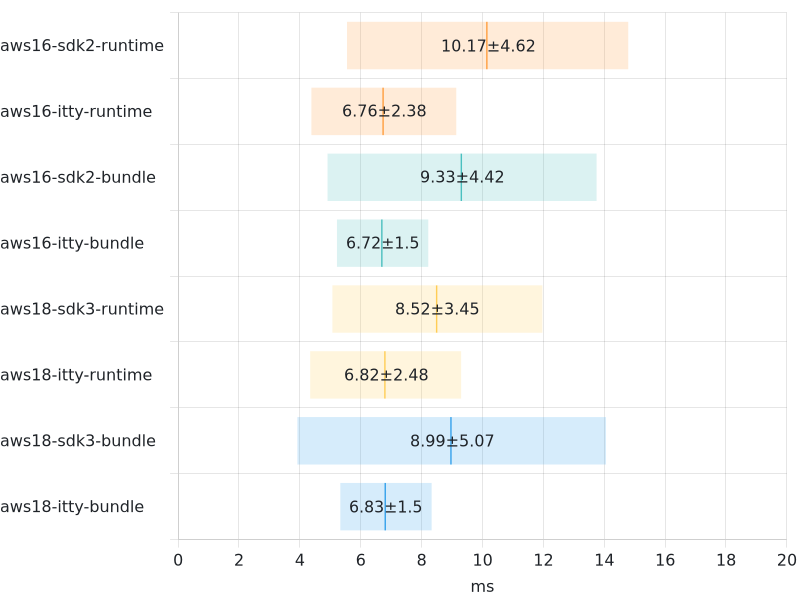 aws16-sdk2-runtime 10.17±4.62
aws16-itty-runtime 6.76±2.38
aws16-sdk2-bundle 9.33±4.42
aws16-itty-bundle 6.72±1.5
aws18-sdk3-runtime 8.52±3.45
aws18-itty-runtime 6.82±2.48
aws18-sdk3-bundle 8.99±5.07
aws18-itty-bundle 6.83±1.5
0 2 4 6 8 10 12 14 16 18 20
ms